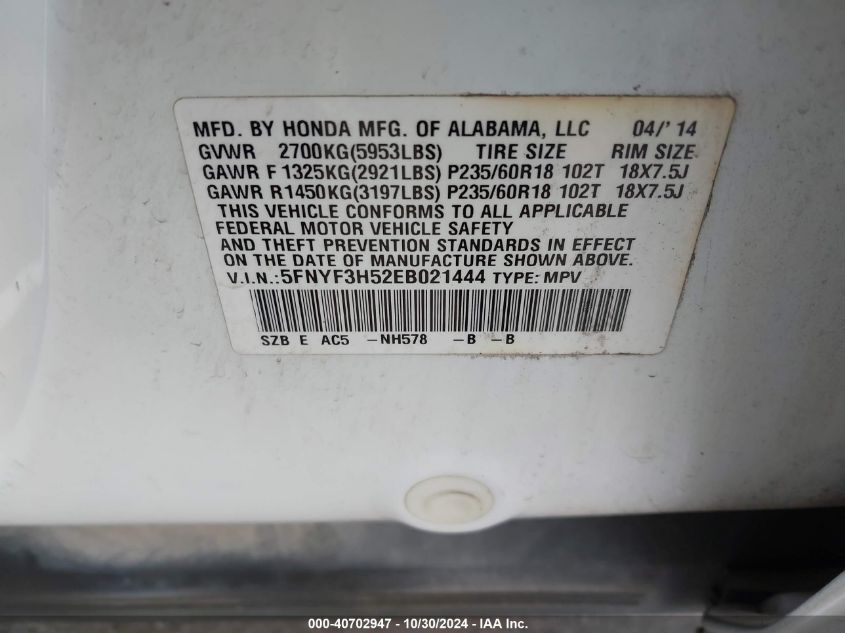 MFD. BY HONDA MFG. OF ALABAMA, LLC 04/'14
GVWR 2700KG(5953LBS) TIRE SIZE RIM SIZE
GAWR F 1325KG(2921LBS) P235/60R18 102T 18X7.5J
GAWR R1450KG(3197LBS) P235/60R18 102T 18X7.5J
THIS VEHICLE CONFORMS TO ALL APPLICABLE
FEDERAL MOTOR VEHICLE SAFETY
AND THEFT PREVENTION STANDARDS IN EFFECT
ON THE DATE OF MANUFACTURE SHOWN ABOVE.
V.I.N.:5FNYF3H52EB021444 TYPE: MPV
SZB E AC5 -NH578 -B -B
000-40702947 - 10/30/2024 - IAA Inc.